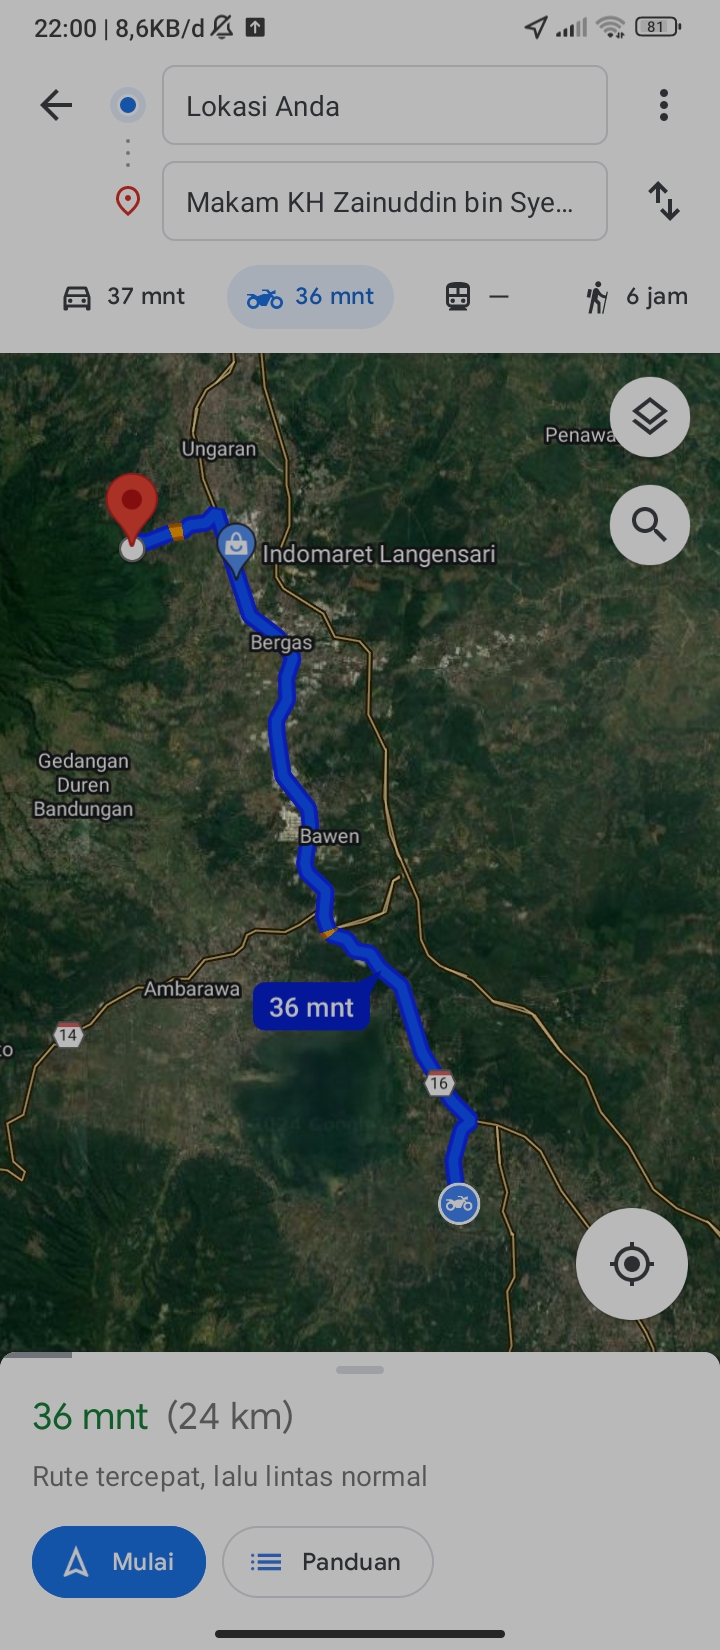 22:00 | 8,6KB/d
81
Lokasi Anda
Makam KH Zainuddin bin Sye...
37 mnt
36 mnt
—
6 jam
Ungaran
Penawa
Indomaret Langensari
Bergas
Gedangan
Duren
Bandungan
Bawen
Ambarawa
36 mnt
14
to
16
36 mnt (24 km)
Rute tercepat, lalu lintas normal
Mulai
Panduan